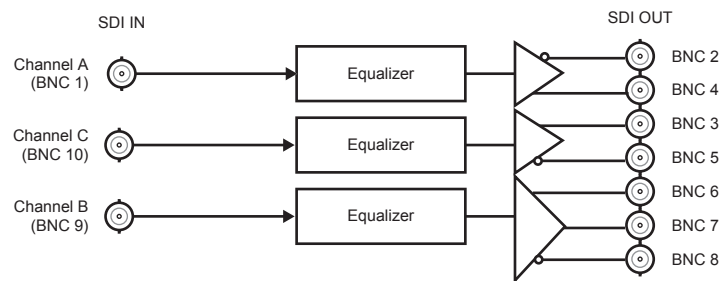 SDI IN
SDI OUT
Channel A
(BNC 1)
Equalizer
BNC 2
BNC 4
Channel C
(BNC 10)
Equalizer
BNC 3
BNC 5
Channel B
(BNC 9)
Equalizer
BNC 6
BNC 7
BNC 8